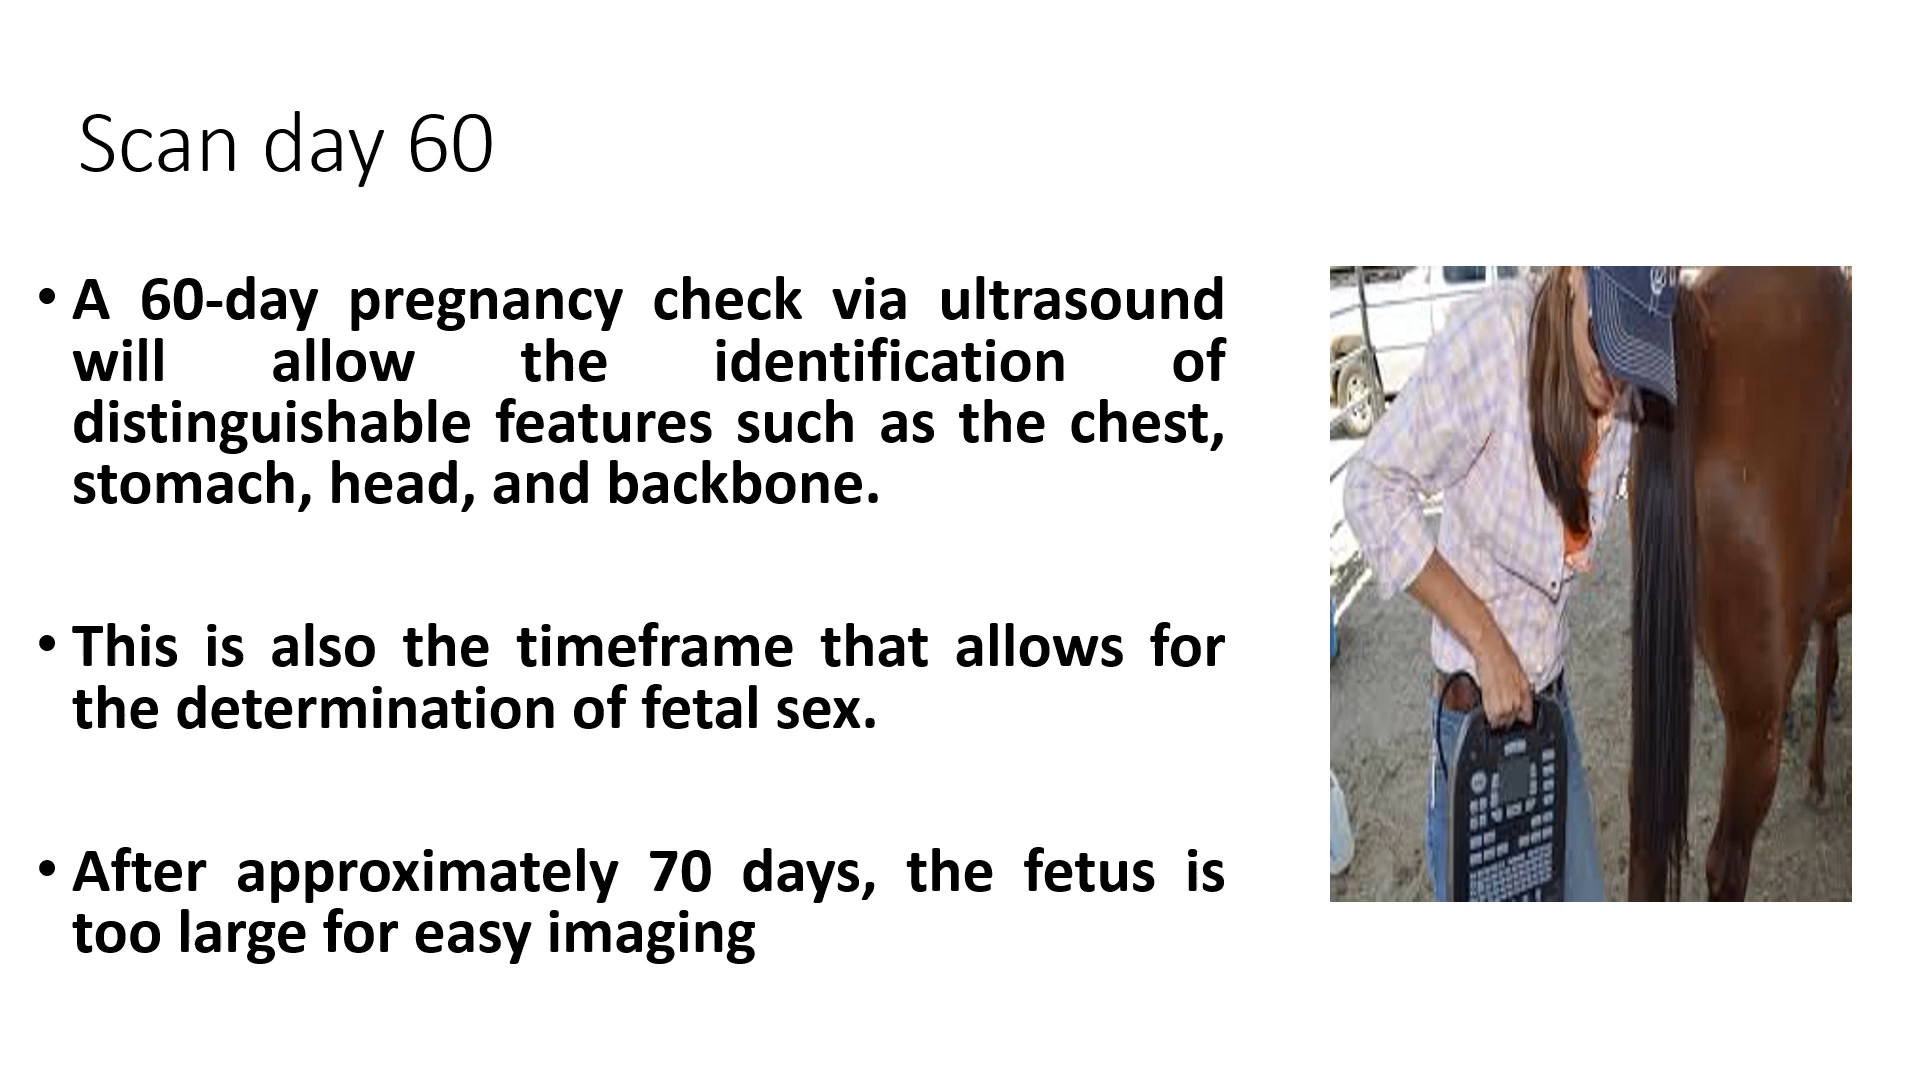 Scan day 60
• A 60-day pregnancy check via ultrasound
will allow the identification of
distinguishable features such as the chest,
stomach, head, and backbone.
• This is also the timeframe that allows for
the determination of fetal sex.
• After approximately 70 days, the fetus is
too large for easy imaging